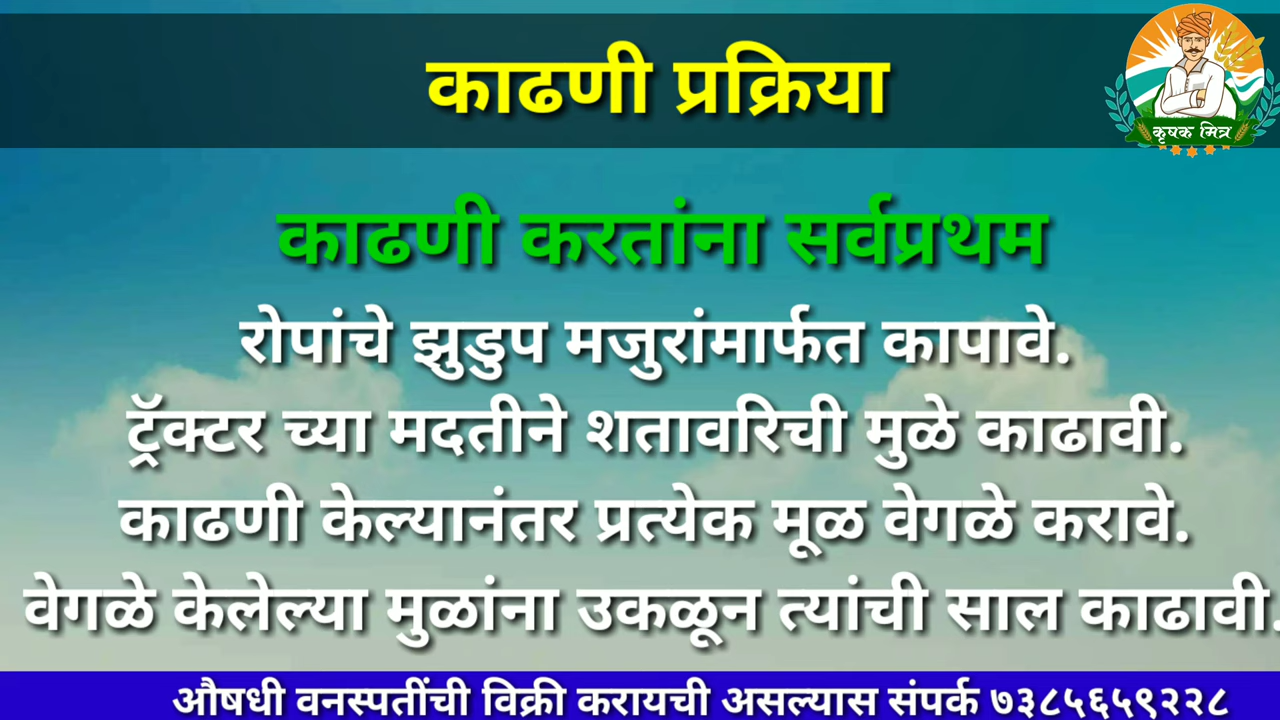 काढणी प्रक्रिया
कृषक मित्र
काढणी करतांना सर्वप्रथम
रोपांचे झुडुप मजुरांमार्फत कापावे.
ट्रॅक्टर च्या मदतीने शतावरिची मुळे काढावी.
काढणी केल्यानंतर प्रत्येक मूळ वेगळे करावे.
वेगळे केलेल्या मुळांना उकळून त्यांची साल काढावी.
औषधी वनस्पतींची विक्री करायची असल्यास संपर्क ७३८५६५९२२८